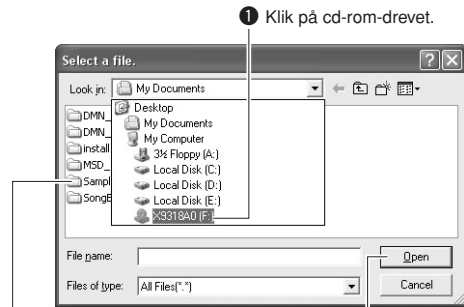 ❶ Klik på cd-rom-drevet.
Select a file.
Look in: My Documents
Desktop
My Documents
My Computer
3½ Floppy (A:)
Local Disk (C:)
Local Disk (D:)
Local Disk (E:)
X9318A0 (F:)
DMN_
DMN_
install
MSD_
Sampl
SongE
File name:
Open
Files of type: All Files(*.*)
Cancel